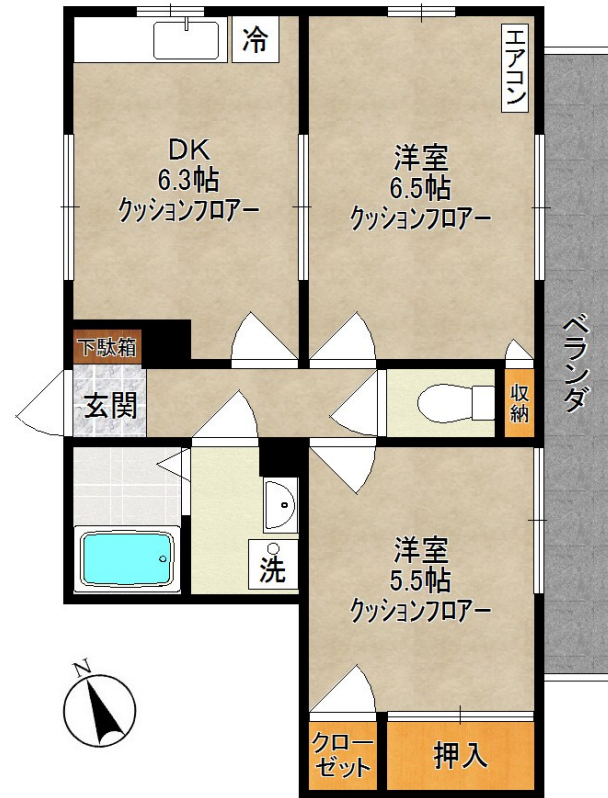 冷
エアコン
DK
6.3帖
クッションフロアー
洋室
6.5帖
クッションフロアー
ベランダ
下駄箱
玄関
収納
洗
洋室
5.5帖
クッションフロアー
N
クローゼット
押入